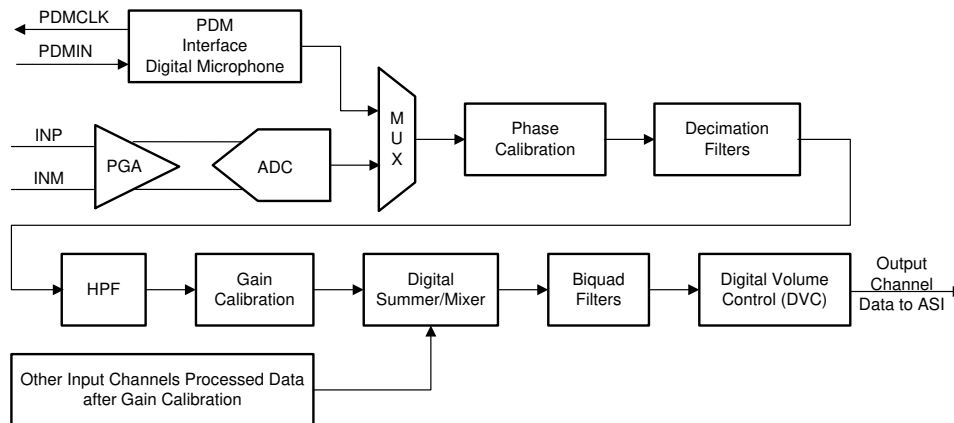 PDMCLK
PDMIN
PDM
Interface
Digital Microphone
INP
INM
PGA
ADC
M
U
X
Phase
Calibration
Decimation
Filters
HPF
Gain
Calibration
Digital
Summer/Mixer
Biquad
Filters
Digital Volume
Control (DVC)
Output
Channel
Data to ASI
Other Input Channels Processed Data
after Gain Calibration